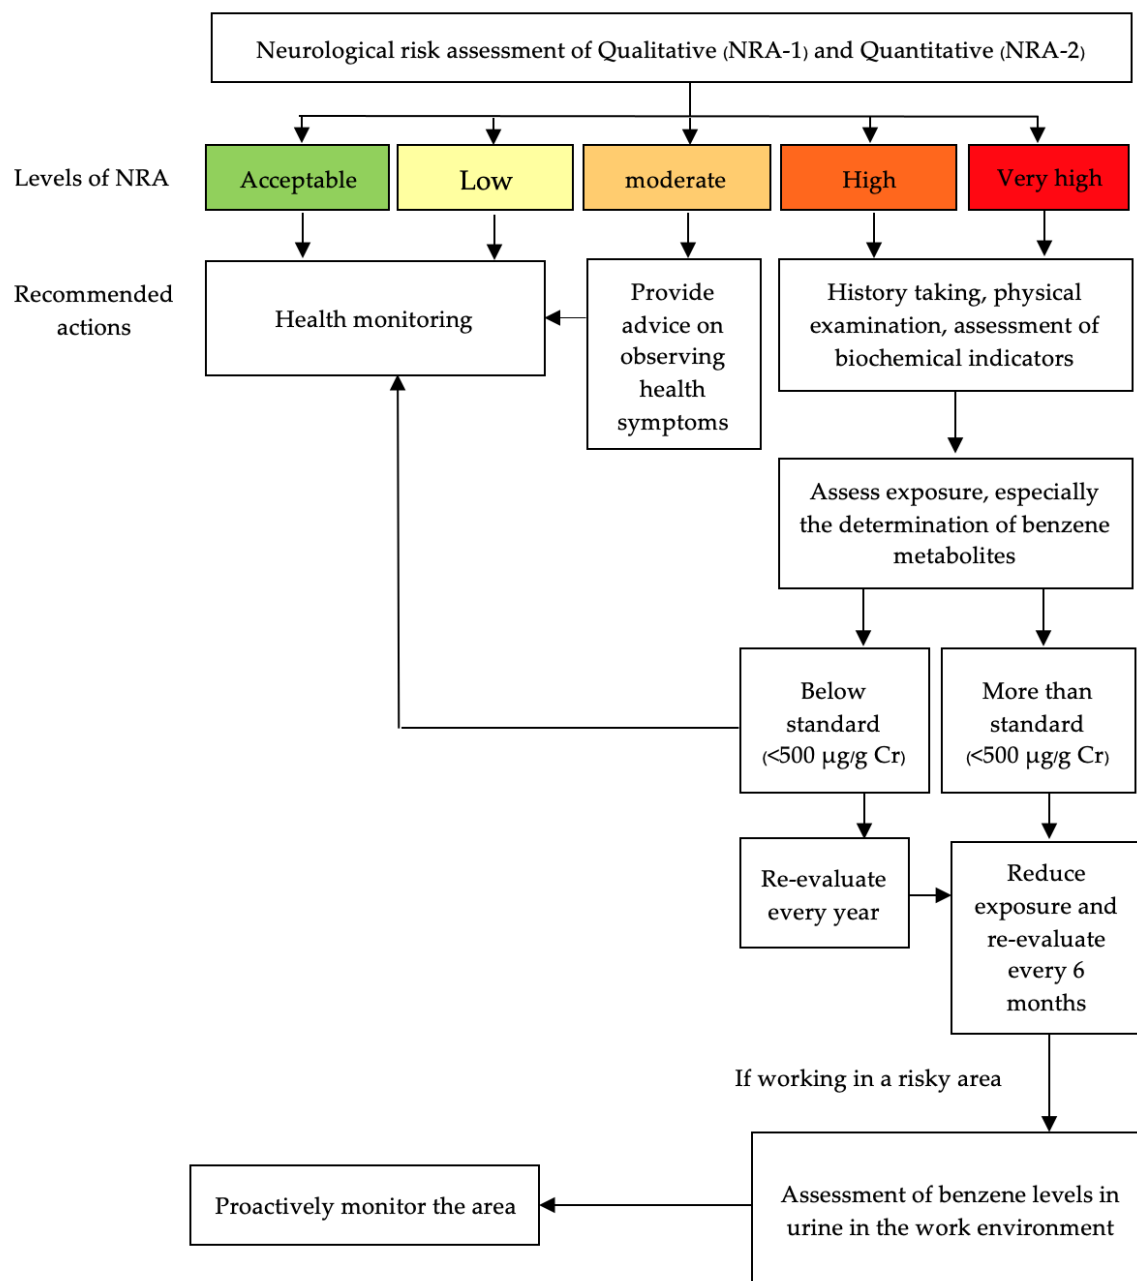 Neurological risk assessment of Qualitative (NRA-1) and Quantitative (NRA-2)
Levels of NRA
Acceptable
Low
moderate
High
Very high
Recommended
actions
Health monitoring
Provide
advice on
observing
health
symptoms
History taking, physical
examination, assessment of
biochemical indicators
Assess exposure, especially
the determination of benzene
metabolites
Below
standard
(<500 µg/g Cr)
More than
standard
(<500 µg/g Cr)
Re-evaluate
every year
Reduce
exposure and
re-evaluate
every 6
months
If working in a risky area
Assessment of benzene levels in
urine in the work environment
Proactively monitor the area